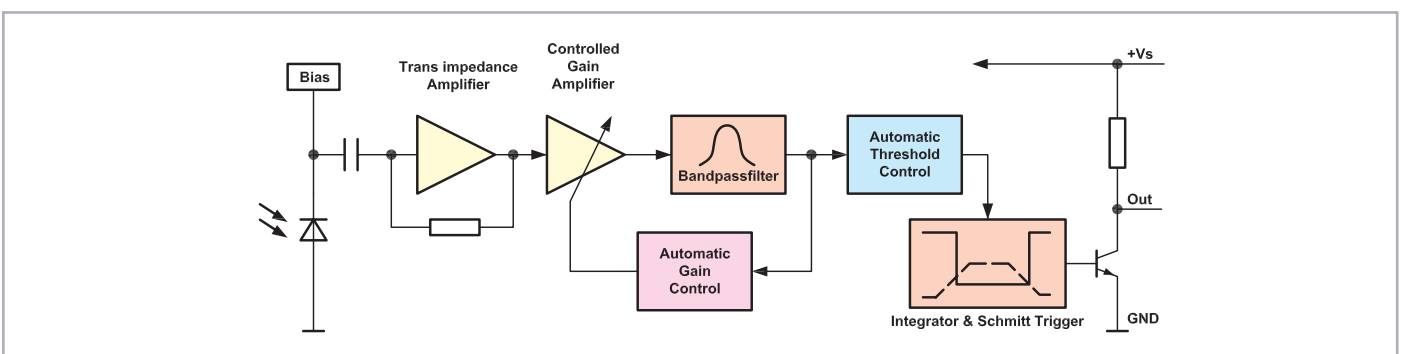 Bias
Trans impedance
Amplifier
Controlled
Gain
Amplifier
Bandpassfilter
Automatic
Gain
Control
Automatic
Threshold
Control
+Vs
Out
Integrator & Schmitt Trigger
GND